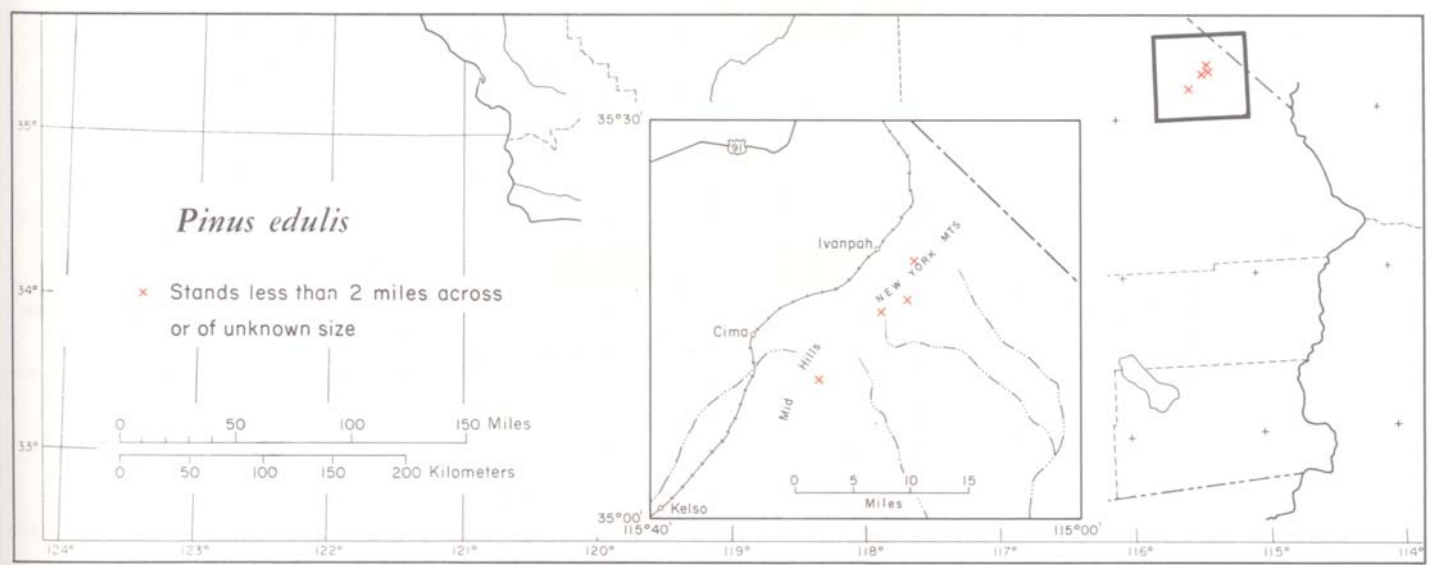 35°
34°
33°
Pinus edulis
× Stands less than 2 miles across
or of unknown size
0 50 100 150 Miles
0 50 100 150 200 Kilometers
35°30'
91
Ivanpah
NEW YORK MTS
Cima
Mid Hills
0 5 10 15
Miles
Kelso
35°00'
115°40'
115°00'
124° 123° 122° 121° 120° 119° 118° 117° 116° 115° 114°